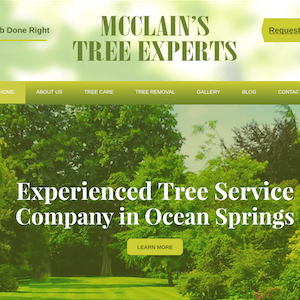 b Done Right
MCCLAIN'S
TREE EXPERTS
Request
HOME
ABOUT US
TREE CARE
TREE REMOVAL
GALLERY
BLOG
CONTACT
Experienced Tree Service
Company in Ocean Springs
LEARN MORE